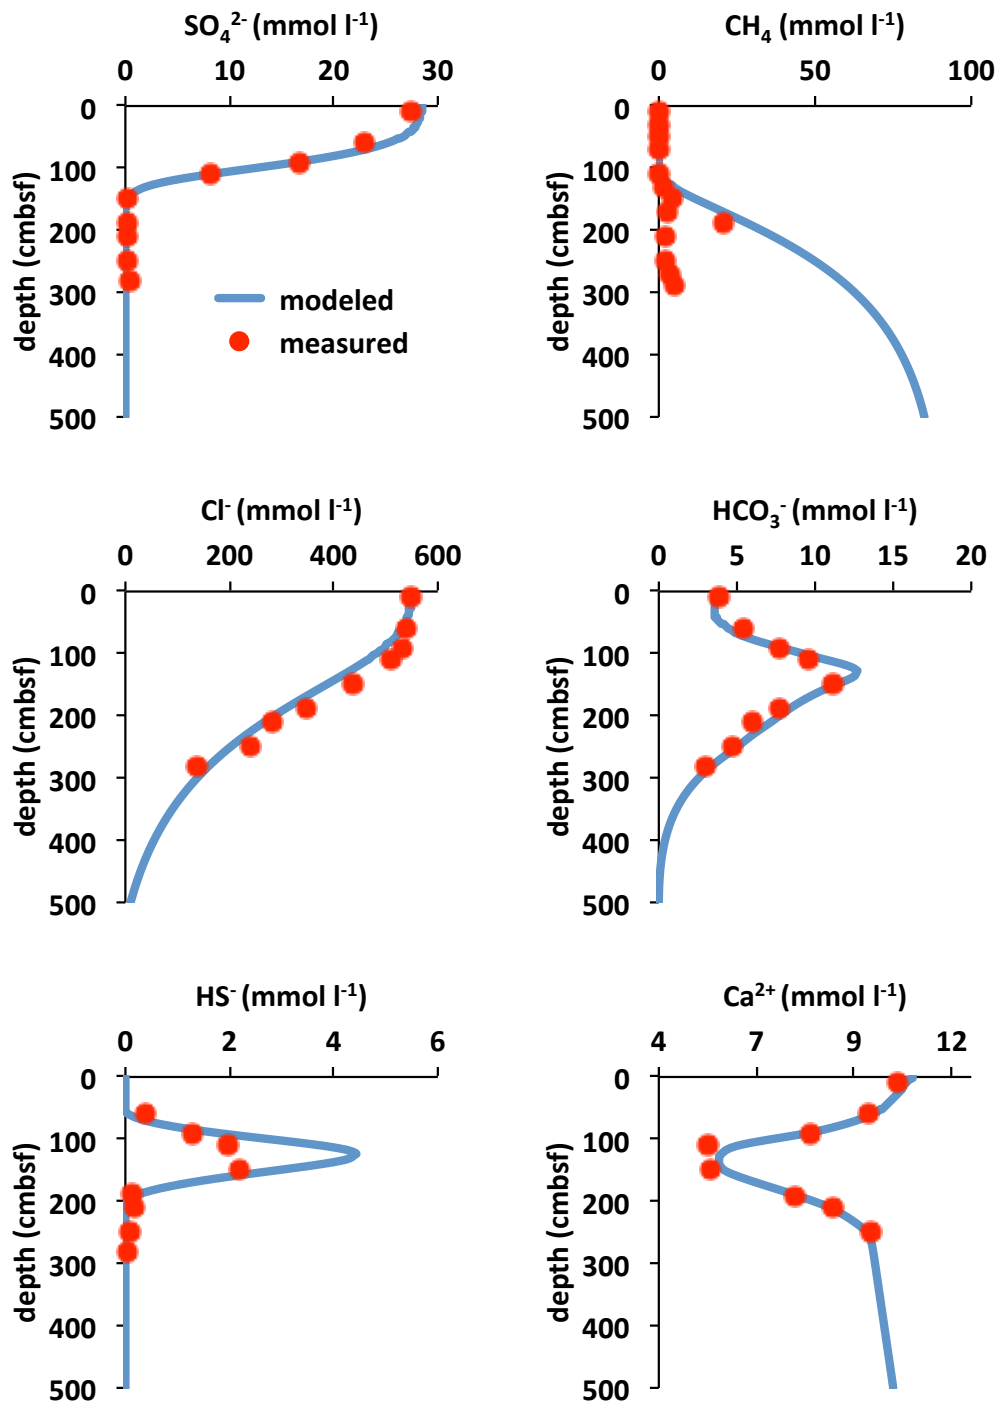 SO₄²⁻ (mmol l⁻¹)
0 10 20 30
depth (cmbsf)
0
100
200
300
400
500
modeled
measured
CH₄ (mmol l⁻¹)
0 50 100
depth (cmbsf)
0
100
200
300
400
500
Cl⁻ (mmol l⁻¹)
0 200 400 600
depth (cmbsf)
0
100
200
300
400
500
HCO₃⁻ (mmol l⁻¹)
0 5 10 15 20
depth (cmbsf)
0
100
200
300
400
500
HS⁻ (mmol l⁻¹)
0 2 4 6
depth (cmbsf)
0
100
200
300
400
500
Ca²⁺ (mmol l⁻¹)
4 7 9 12
depth (cmbsf)
0
100
200
300
400
500